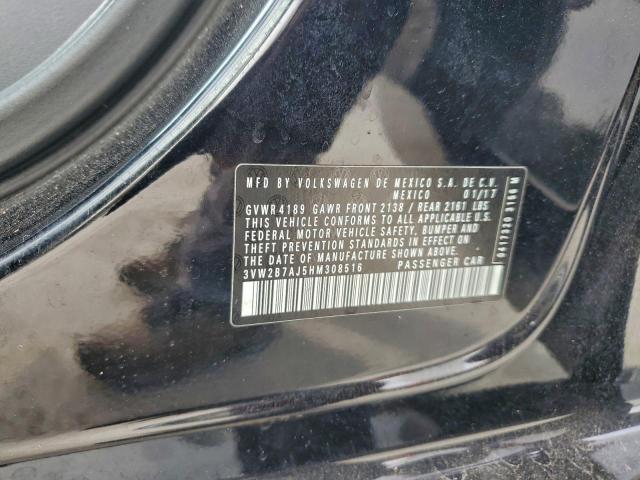 MFD BY VOLKSWAGEN DE MEXICO S.A. DE C.V.
MEXICO 01/17
GVWR 4189 GAWR FRONT 2138 / REAR 2161 LBS
THIS VEHICLE CONFORMS TO ALL APPLICABLE U.S.
FEDERAL MOTOR VEHICLE SAFETY, BUMPER AND
THEFT PREVENTION STANDARDS IN EFFECT ON
THE DATE OF MANUFACTURE SHOWN ABOVE.
3VW2B7AJ5HM308516 PASSENGER CAR